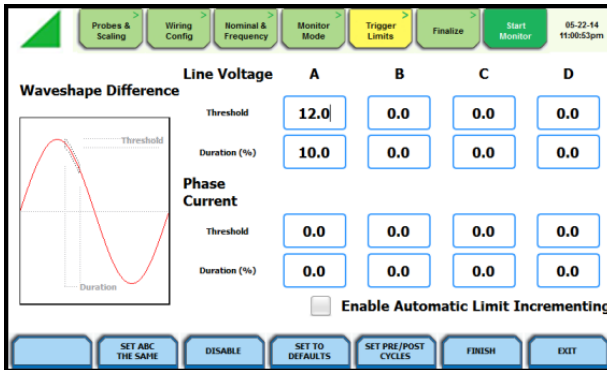 Probes & Scaling > Wiring Config > Nominal & Frequency > Monitor Mode > Trigger Limits > Finalize > Start Monitor 05-22-14 11:00:53pm
Line Voltage A B C D
Waveshape Difference
Threshold 12.0 0.0 0.0 0.0
Duration (%) 10.0 0.0 0.0 0.0
Threshold
Duration
Phase Current
Threshold 0.0 0.0 0.0 0.0
Duration (%) 0.0 0.0 0.0 0.0
Enable Automatic Limit Incrementing
SET ABC THE SAME DISABLE SET TO DEFAULTS SET PRE/POST CYCLES FINISH EXIT